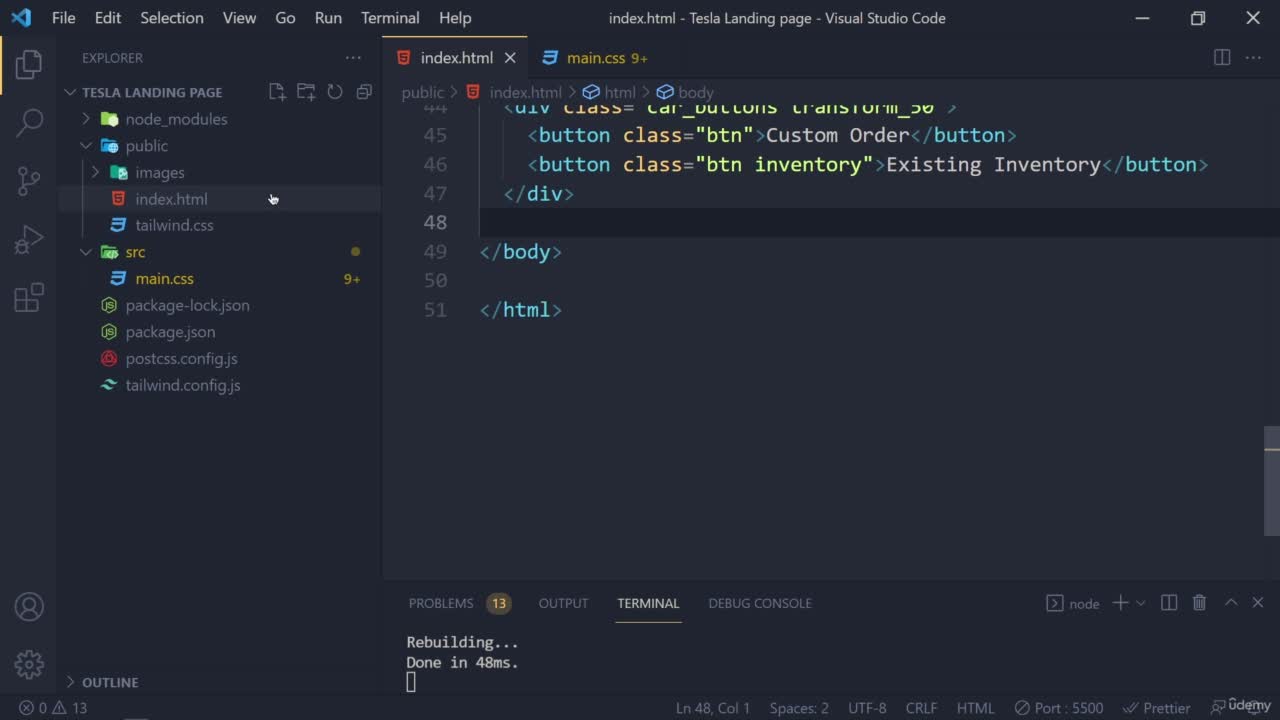 File Edit Selection View Go Run Terminal Help
index.html - Tesla Landing page - Visual Studio Code
EXPLORER
index.html
main.css 9+
TESLA LANDING PAGE
public > index.html > html > body
node_modules
public
images
index.html
tailwind.css
src
main.css 9+
package-lock.json
package.json
postcss.config.js
tailwind.config.js
44 <div class="car_buttons transform_50">
45 <button class="btn">Custom Order</button>
46 <button class="btn inventory">Existing Inventory</button>
47 </div>
48
49 </body>
50
51 </html>
PROBLEMS 13 OUTPUT TERMINAL DEBUG CONSOLE
node
Rebuilding...
Done in 48ms.
OUTLINE
0 13
Ln 48, Col 1 Spaces: 2 UTF-8 CRLF HTML Port : 5500 Prettier
udemy